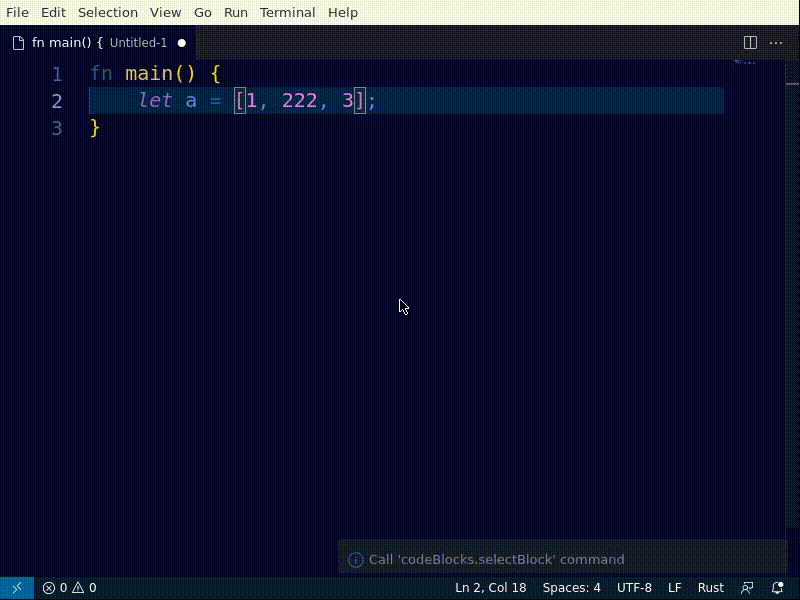 File Edit Selection View Go Run Terminal Help
fn main() { Untitled-1
1 fn main() {
2 let a = [1, 222, 3];
3 }
Call 'codeBlocks.selectBlock' command
0 0 Ln 2, Col 18 Spaces: 4 UTF-8 LF Rust